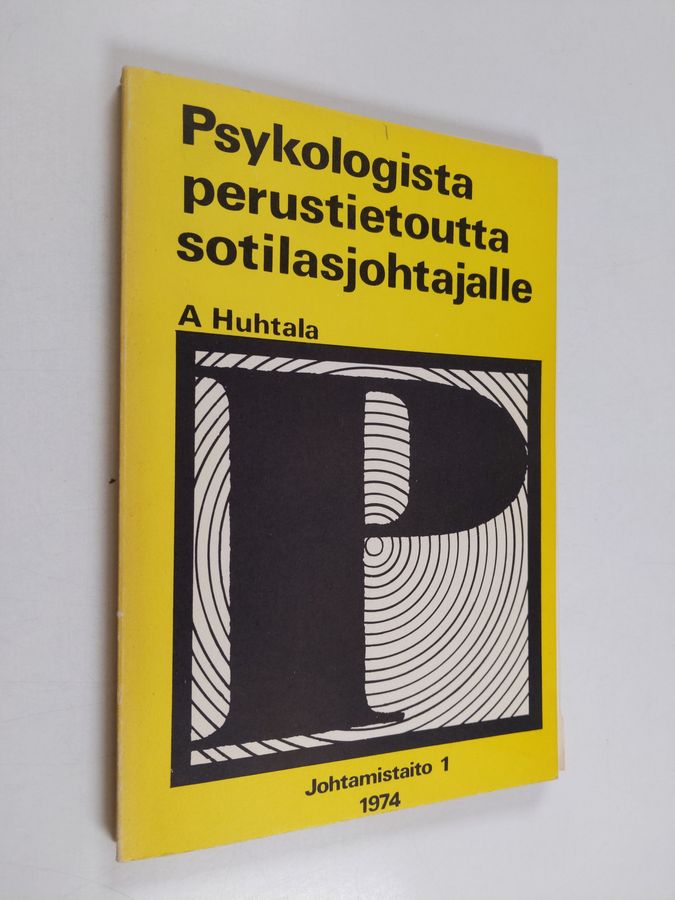 Psykologista
perustietoutta
sotilasjohtajalle
A Huhtala
P
Johtamistaito 1
1974